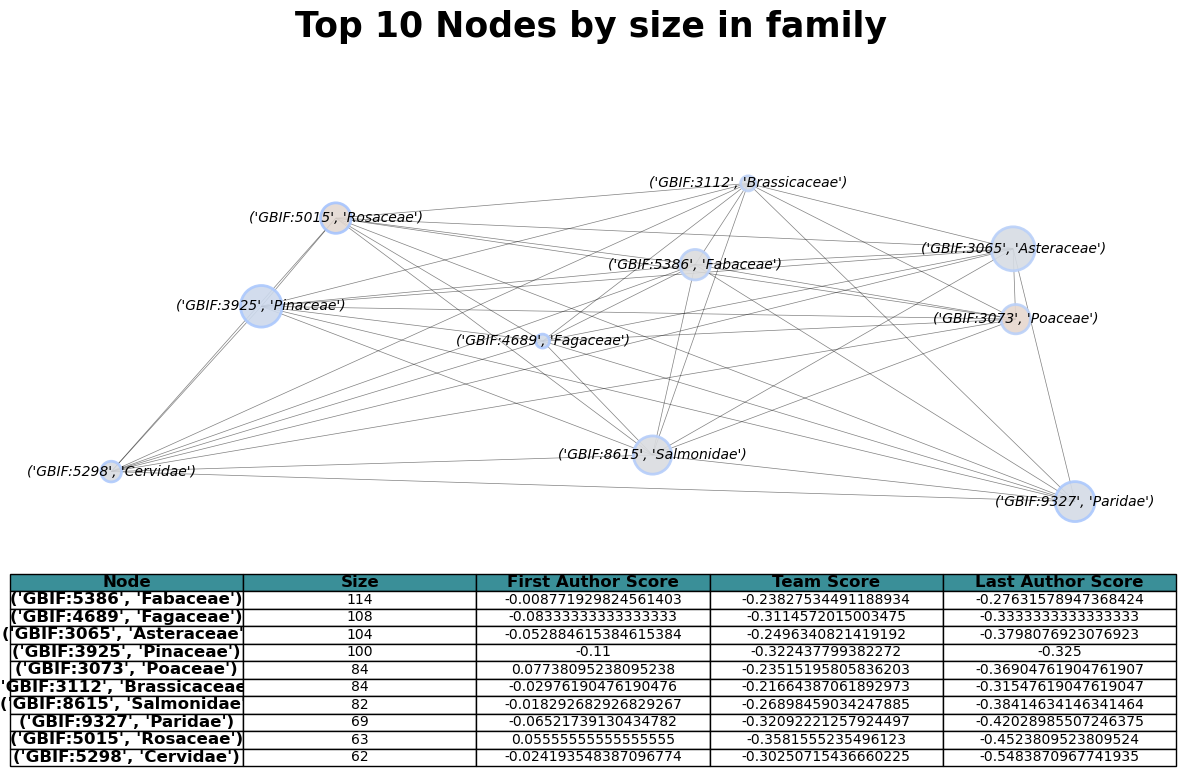 Top 10 Nodes by size in family
('GBIF:3112', 'Brassicaceae')
('GBIF:5015', 'Rosaceae')
('GBIF:3065', 'Asteraceae')
('GBIF:5386', 'Fabaceae')
('GBIF:3925', 'Pinaceae')
('GBIF:3073', 'Poaceae')
('GBIF:4689', 'Fagaceae')
('GBIF:8615', 'Salmonidae')
('GBIF:5298', 'Cervidae')
('GBIF:9327', 'Paridae')
Node Size First Author Score Team Score Last Author Score
('GBIF:5386', 'Fabaceae') 114 -0.008771929824561403 -0.23827534491188934 -0.27631578947368424
('GBIF:4689', 'Fagaceae') 108 -0.08333333333333333 -0.3114572015003475 -0.3333333333333333
('GBIF:3065', 'Asteraceae' 104 -0.052884615384615384 -0.2496340821419192 -0.3798076923076923
('GBIF:3925', 'Pinaceae') 100 -0.11 -0.322437799382272 -0.325
('GBIF:3073', 'Poaceae') 84 0.07738095238095238 -0.23515195805836203 -0.36904761904761907
'GBIF:3112', 'Brassicaceae 84 -0.02976190476190476 -0.21664387061892973 -0.31547619047619047
('GBIF:8615', 'Salmonidae' 82 -0.018292682926829267 -0.26898459034247885 -0.38414634146341464
('GBIF:9327', 'Paridae') 69 -0.06521739130434782 -0.32092221257924497 -0.42028985507246375
('GBIF:5015', 'Rosaceae') 63 0.05555555555555555 -0.3581555235496123 -0.4523809523809524
('GBIF:5298', 'Cervidae') 62 -0.024193548387096774 -0.30250715436660225 -0.5483870967741935